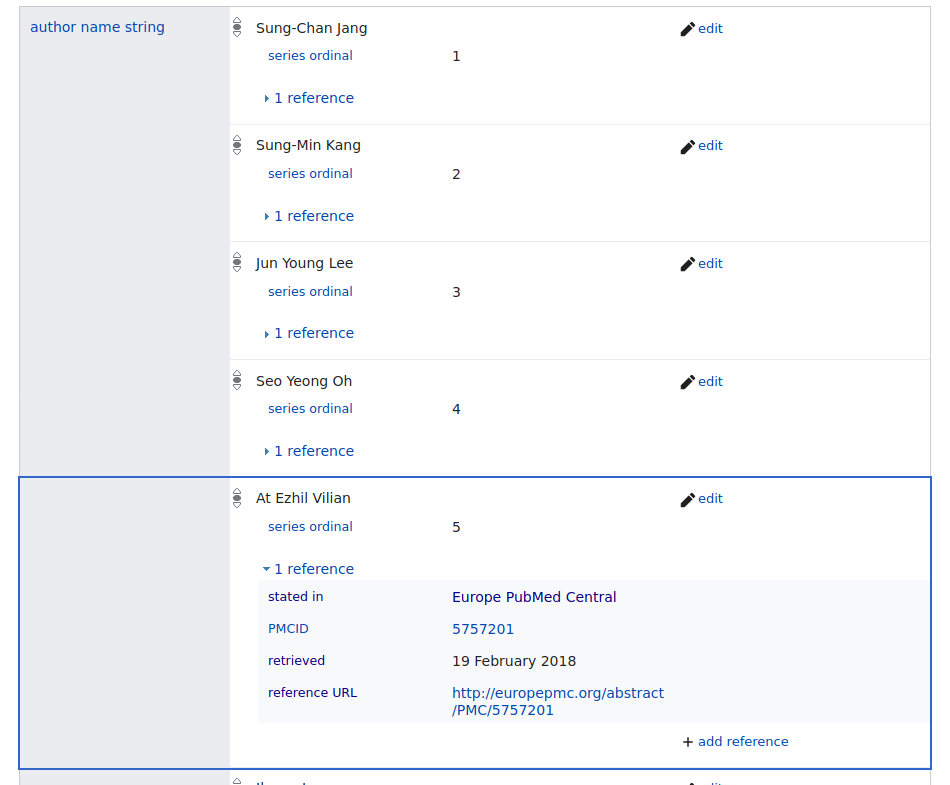 author name string
Sung-Chan Jang
edit
series ordinal 1
1 reference
Sung-Min Kang
edit
series ordinal 2
1 reference
Jun Young Lee
edit
series ordinal 3
1 reference
Seo Yeong Oh
edit
series ordinal 4
1 reference
At Ezhil Vilian
edit
series ordinal 5
1 reference
stated in Europe PubMed Central
PMCID 5757201
retrieved 19 February 2018
reference URL http://europepmc.org/abstract
/PMC/5757201
+ add reference